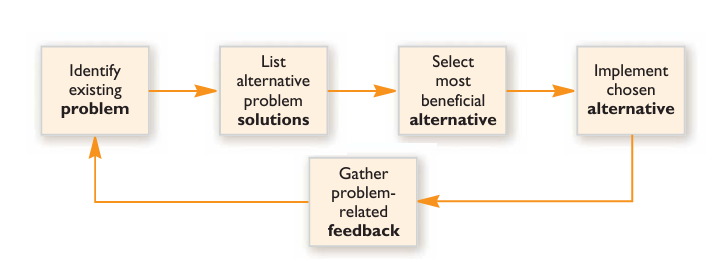 Identify
existing
problem
List
alternative
problem
solutions
Select
most
beneficial
alternative
Implement
chosen
alternative
Gather
problem-
related
feedback